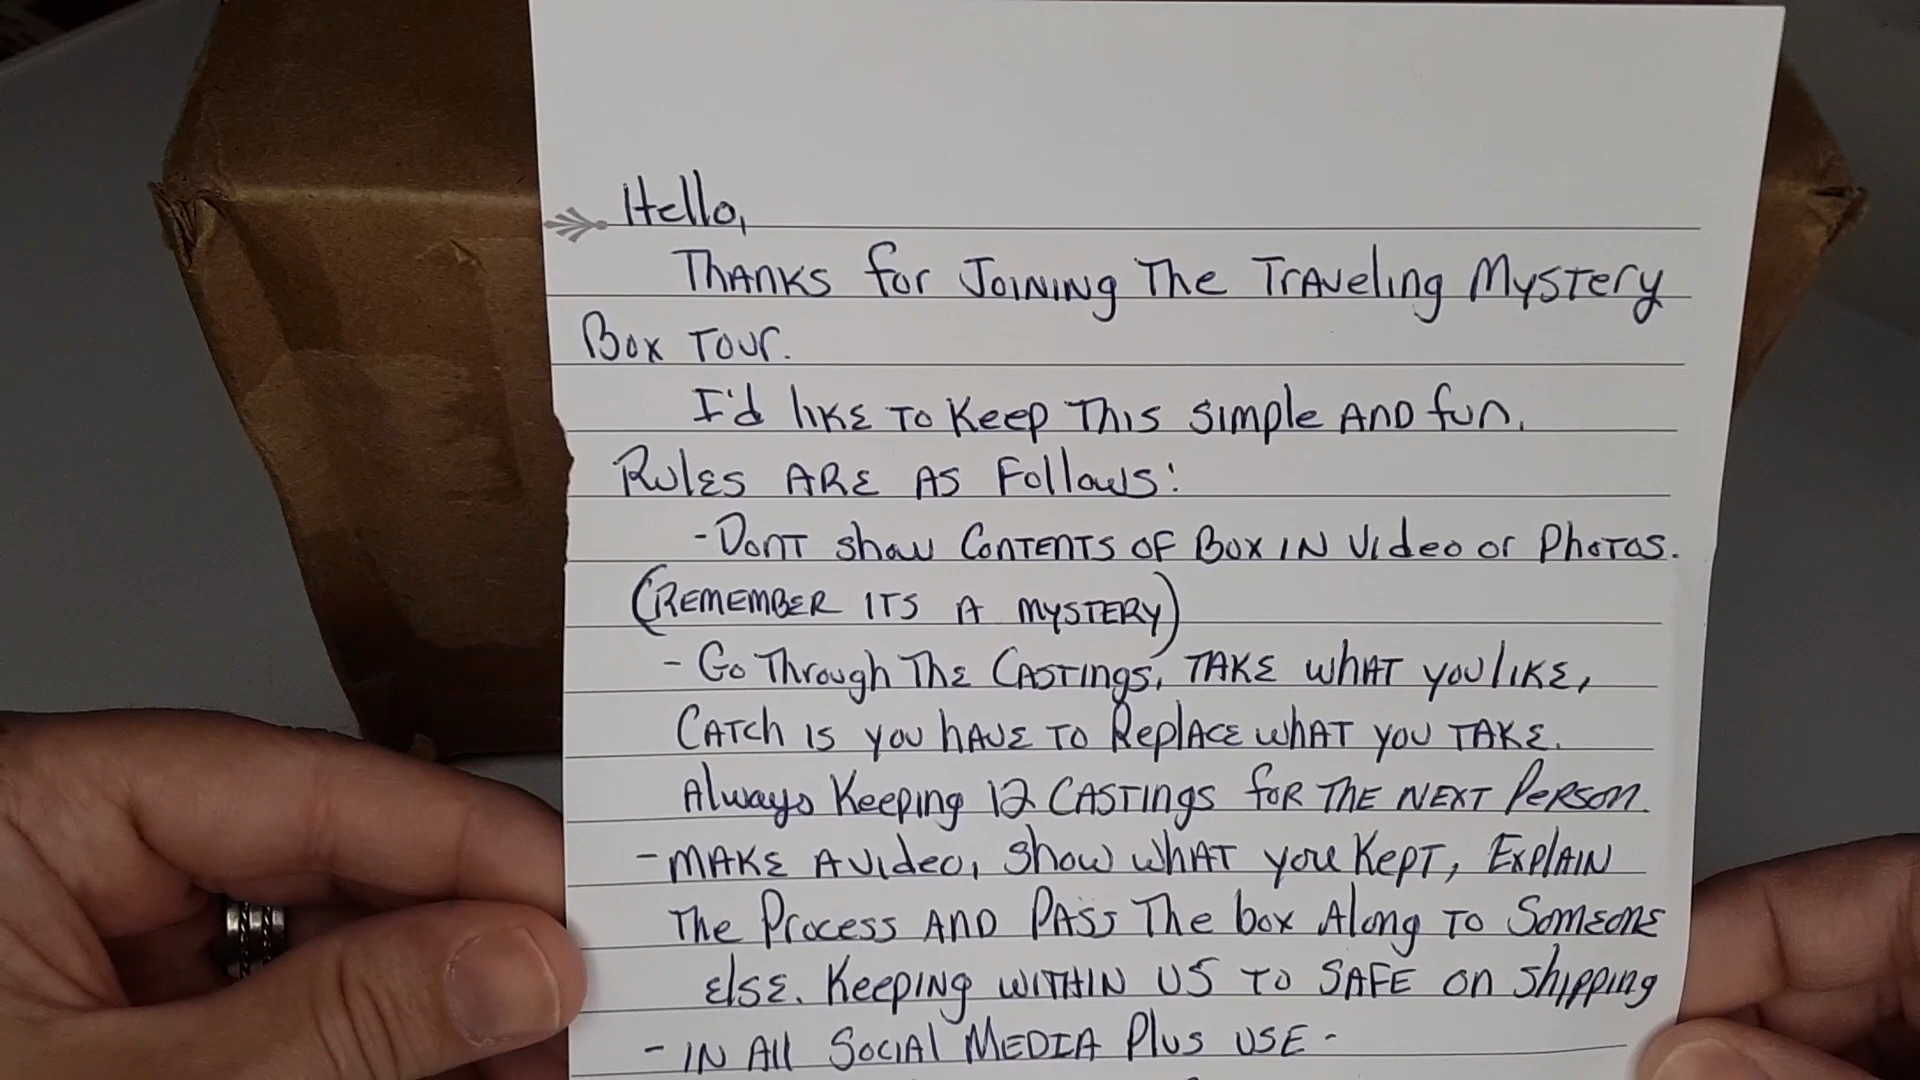 Hello,
Thanks for Joining The Traveling Mystery
Box Tour.
I'd like to Keep This simple and fun.
Rules are as Follows:
-Dont show Contents of Box in Video or Photos.
(Remember its a mystery)
- Go Through The Castings, Take what you like,
Catch is you have to Replace what you Take.
Always Keeping 12 Castings for the next Person.
-Make a video, show what you Kept, Explain
The Process and Pass The box Along to Someone
else. Keeping within US to SAFE on shipping
- In All Social Media Plus use -